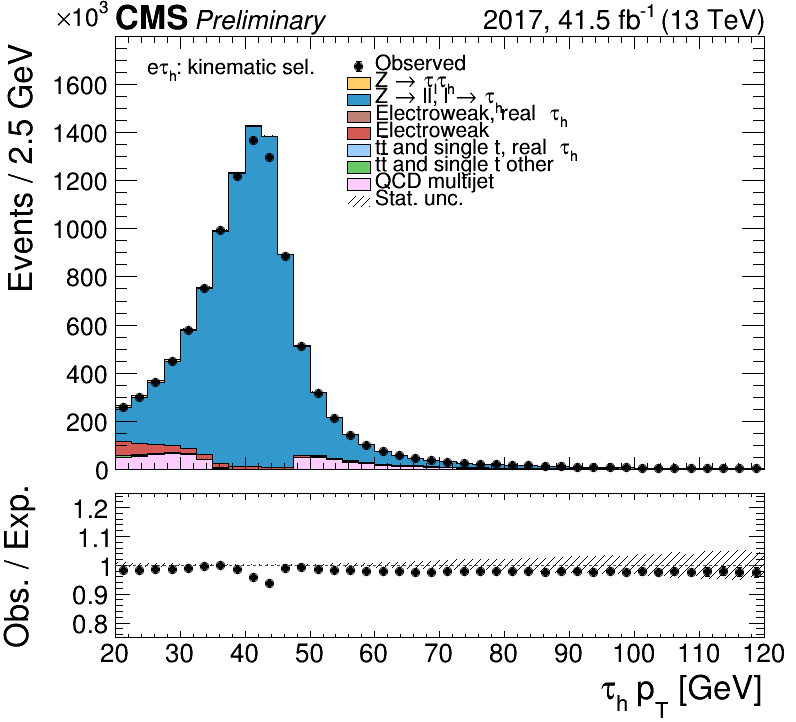 ×10³ CMS Preliminary 2017, 41.5 fb⁻¹ (13 TeV)
Events / 2.5 GeV
eτh: kinematic sel.
Observed
Z → τlτh
Z → ll, l → τh
Electroweak, real τh
Electroweak
tt̄ and single t, real τh
tt̄ and single t other
QCD multijet
Stat. unc.
1600
1400
1200
1000
800
600
400
200
0
Obs. / Exp.
1.2
1.1
1
0.9
0.8
20 30 40 50 60 70 80 90 100 110 120
τh pT [GeV]